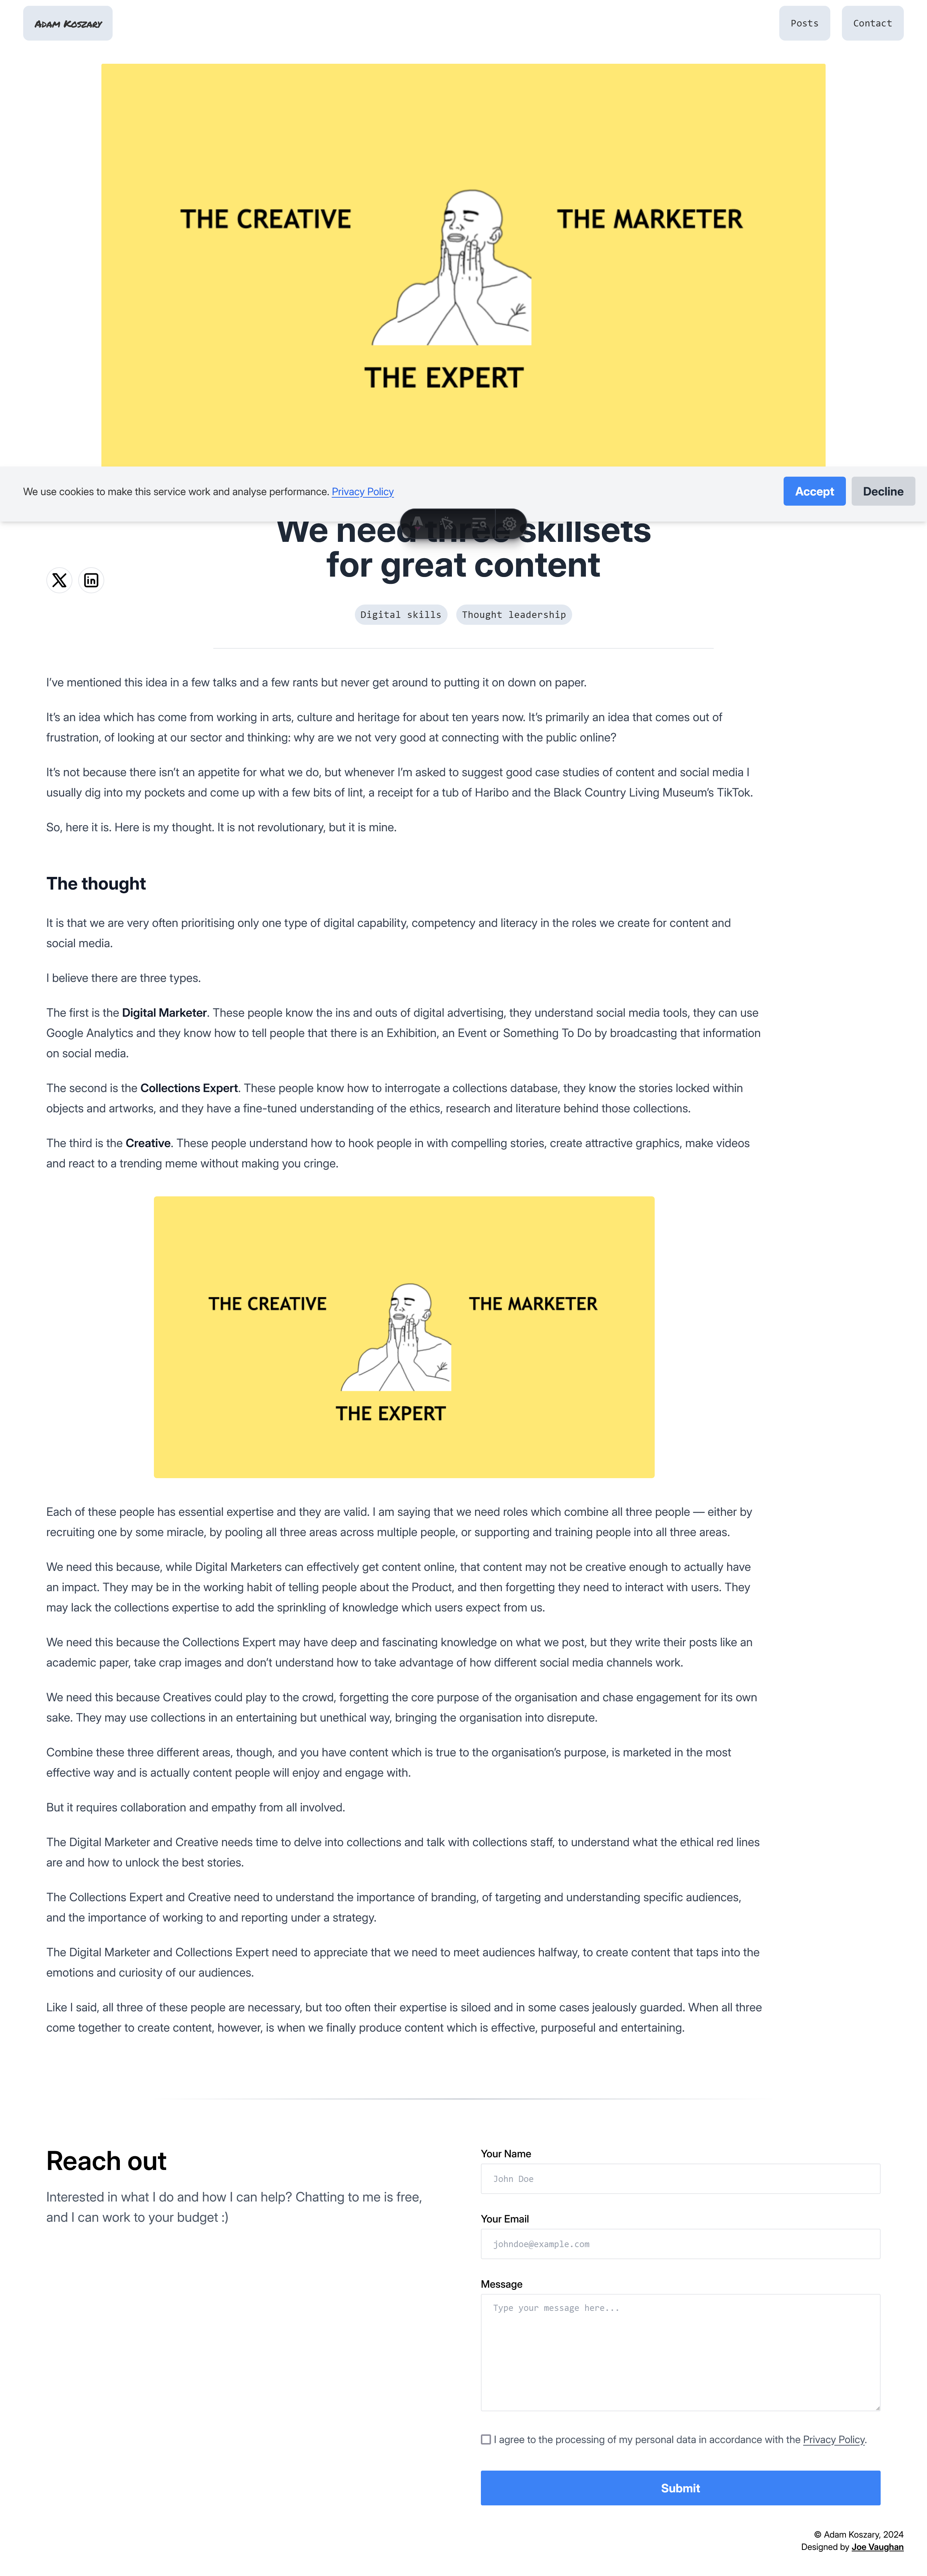 Adam Koszary
Posts
Contact
THE CREATIVE
THE MARKETER
THE EXPERT
We use cookies to make this service work and analyse performance. Privacy Policy
Accept
Decline
We need three skillsets
for great content
Digital skills
Thought leadership
I’ve mentioned this idea in a few talks and a few rants but never get around to putting it on down on paper.
It’s an idea which has come from working in arts, culture and heritage for about ten years now. It’s primarily an idea that comes out of
frustration, of looking at our sector and thinking: why are we not very good at connecting with the public online?
It’s not because there isn’t an appetite for what we do, but whenever I’m asked to suggest good case studies of content and social media I
usually dig into my pockets and come up with a few bits of lint, a receipt for a tub of Haribo and the Black Country Living Museum’s TikTok.
So, here it is. Here is my thought. It is not revolutionary, but it is mine.
The thought
It is that we are very often prioritising only one type of digital capability, competency and literacy in the roles we create for content and
social media.
I believe there are three types.
The first is the Digital Marketer. These people know the ins and outs of digital advertising, they understand social media tools, they can use
Google Analytics and they know how to tell people that there is an Exhibition, an Event or Something To Do by broadcasting that information
on social media.
The second is the Collections Expert. These people know how to interrogate a collections database, they know the stories locked within
objects and artworks, and they have a fine-tuned understanding of the ethics, research and literature behind those collections.
The third is the Creative. These people understand how to hook people in with compelling stories, create attractive graphics, make videos
and react to a trending meme without making you cringe.
THE CREATIVE
THE MARKETER
THE EXPERT
Each of these people has essential expertise and they are valid. I am saying that we need roles which combine all three people — either by
recruiting one by some miracle, by pooling all three areas across multiple people, or supporting and training people into all three areas.
We need this because, while Digital Marketers can effectively get content online, that content may not be creative enough to actually have
an impact. They may be in the working habit of telling people about the Product, and then forgetting they need to interact with users. They
may lack the collections expertise to add the sprinkling of knowledge which users expect from us.
We need this because the Collections Expert may have deep and fascinating knowledge on what we post, but they write their posts like an
academic paper, take crap images and don’t understand how to take advantage of how different social media channels work.
We need this because Creatives could play to the crowd, forgetting the core purpose of the organisation and chase engagement for its own
sake. They may use collections in an entertaining but unethical way, bringing the organisation into disrepute.
Combine these three different areas, though, and you have content which is true to the organisation’s purpose, is marketed in the most
effective way and is actually content people will enjoy and engage with.
But it requires collaboration and empathy from all involved.
The Digital Marketer and Creative needs time to delve into collections and talk with collections staff, to understand what the ethical red lines
are and how to unlock the best stories.
The Collections Expert and Creative need to understand the importance of branding, of targeting and understanding specific audiences,
and the importance of working to and reporting under a strategy.
The Digital Marketer and Collections Expert need to appreciate that we need to meet audiences halfway, to create content that taps into the
emotions and curiosity of our audiences.
Like I said, all three of these people are necessary, but too often their expertise is siloed and in some cases jealously guarded. When all three
come together to create content, however, is when we finally produce content which is effective, purposeful and entertaining.
Reach out
Interested in what I do and how I can help? Chatting to me is free,
and I can work to your budget :)
Your Name
John Doe
Your Email
johndoe@example.com
Message
Type your message here...
I agree to the processing of my personal data in accordance with the Privacy Policy.
Submit
© Adam Koszary, 2024
Designed by Joe Vaughan